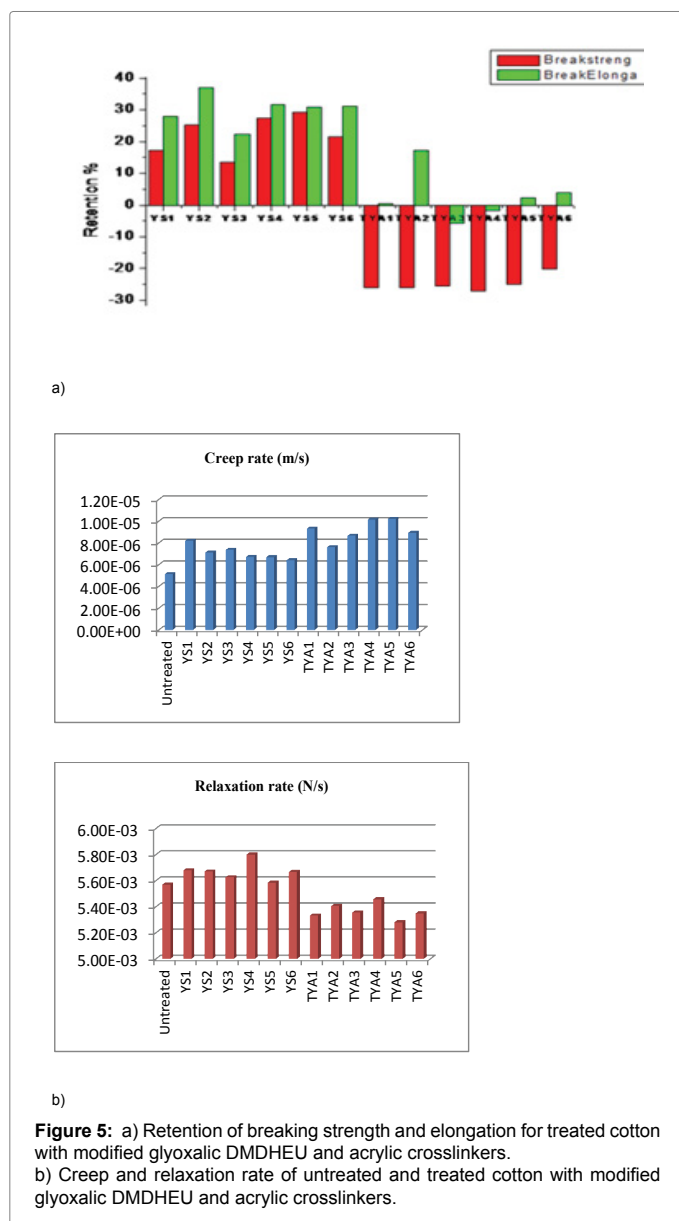 Breakstreng
BreakElonga
40
30
20
10
0
-10
-20
-30
Retention %
YS1 YS2 YS3 YS4 YS5 YS6 TYA1 TYA2 TYA3 TYA4 TYA5 TYA6
a)
Creep rate (m/s)
1.20E-05
1.00E-05
8.00E-06
6.00E-06
4.00E-06
2.00E-06
0.00E+00
Untreated YS1 YS2 YS3 YS4 YS5 YS6 TYA1 TYA2 TYA3 TYA4 TYA5 TYA6
Relaxation rate (N/s)
6.00E-03
5.80E-03
5.60E-03
5.40E-03
5.20E-03
5.00E-03
Untreated YS1 YS2 YS3 YS4 YS5 YS6 TYA1 TYA2 TYA3 TYA4 TYA5 TYA6
b)
Figure 5: a) Retention of breaking strength and elongation for treated cotton
with modified glyoxalic DMDHEU and acrylic crosslinkers.
b) Creep and relaxation rate of untreated and treated cotton with modified
glyoxalic DMDHEU and acrylic crosslinkers.